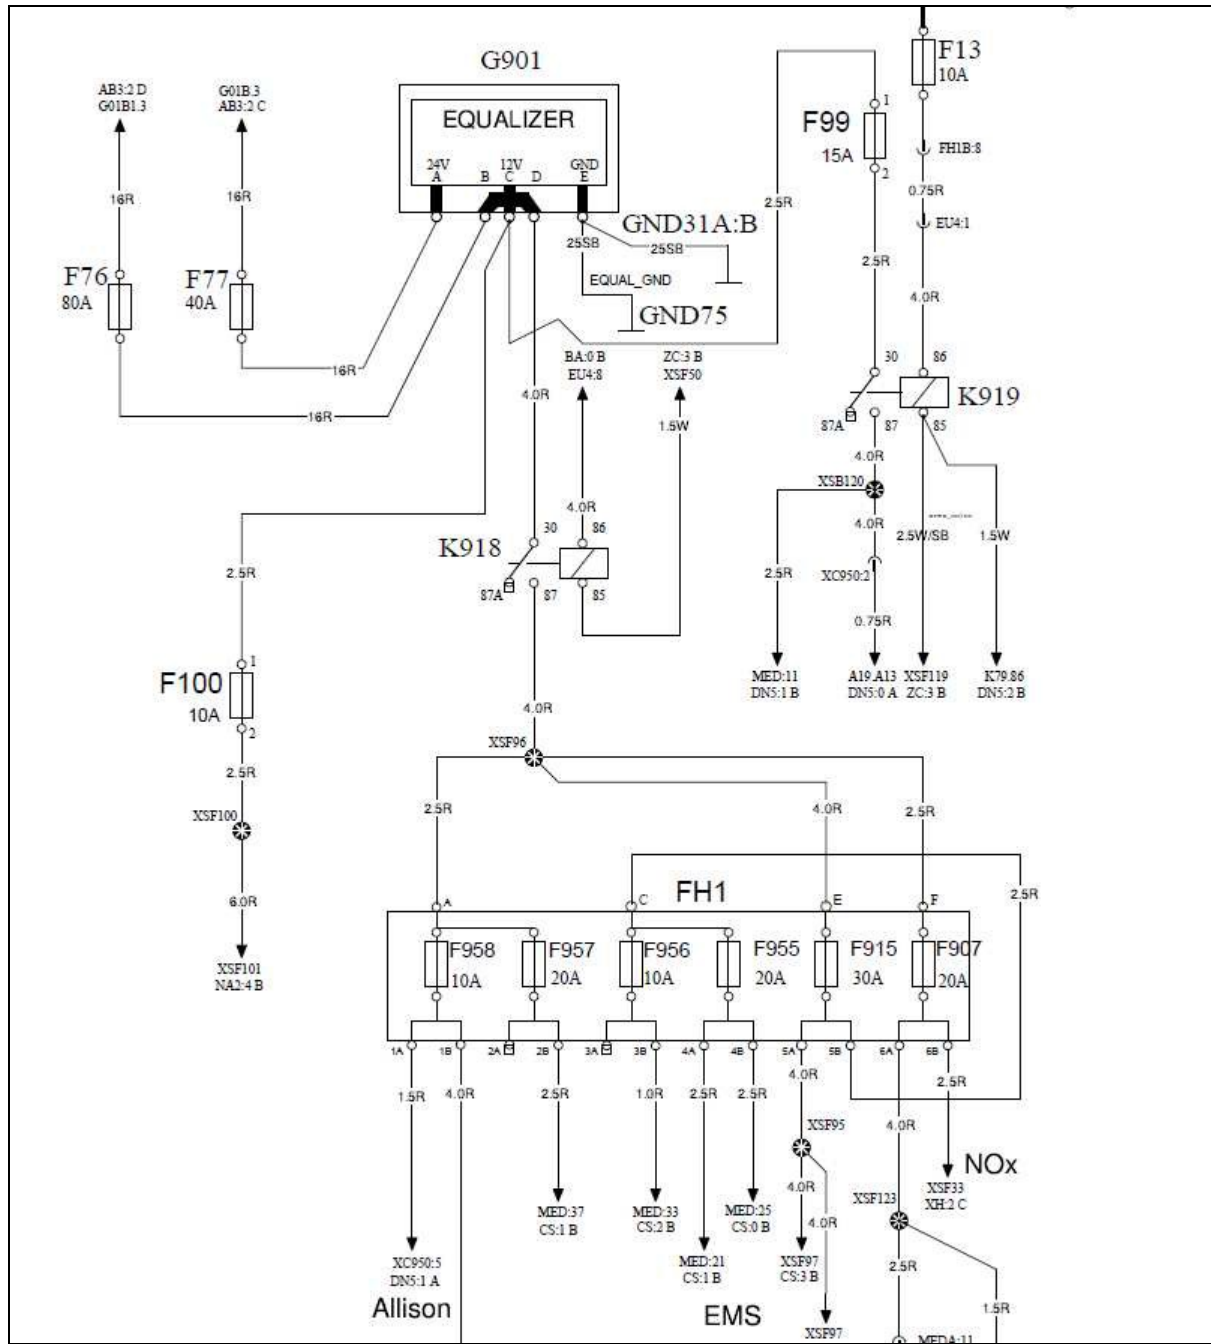 F13
10A
G901
AB3:2 D
G01B1.3
G01B.3
AB3:2 C
EQUALIZER
24V
12V
GND
A
B
C
D
E
F99
15A
1
2
FH1B:8
0.75R
EU4:1
16R
16R
2.5R
GND31A:B
25SB
25SB
EQUAL_GND
GND75
2.5R
4.0R
F76
80A
F77
40A
16R
16R
BA:0 B
EU4:8
ZC:3 B
XSF50
4.0R
1.5W
30
86
K919
87A
87
85
4.0R
XSB120
4.0R
2.5W/SB
1.5W
4.0R
30
86
K918
87A
87
85
2.5R
XC950:2
0.75R
2.5R
MED:11
DN5:1 B
A19.A13
DN5:0 A
XSF119
ZC:3 B
K79.86
DN5:2 B
1
F100
10A
2
4.0R
XSF96
2.5R
XSF100
2.5R
4.0R
2.5R
6.0R
XSF101
NA2:4 B
FH1
2.5R
A
C
E
F
F958
10A
F957
20A
F956
10A
F955
20A
F915
30A
F907
20A
1A
1B
2A
2B
3A
3B
4A
4B
5A
5B
6A
6B
1.5R
4.0R
2.5R
1.0R
2.5R
2.5R
4.0R
4.0R
2.5R
XSF95
NOx
4.0R
4.0R
XSF123
XSF33
XH:2 C
MED:37
CS:1 B
MED:33
CS:2 B
MED:25
CS:0 B
MED:21
CS:1 B
XSF97
CS:3 B
XC950:5
DN5:1 A
Allison
EMS
2.5R
1.5R
XSF97
MEDA:11